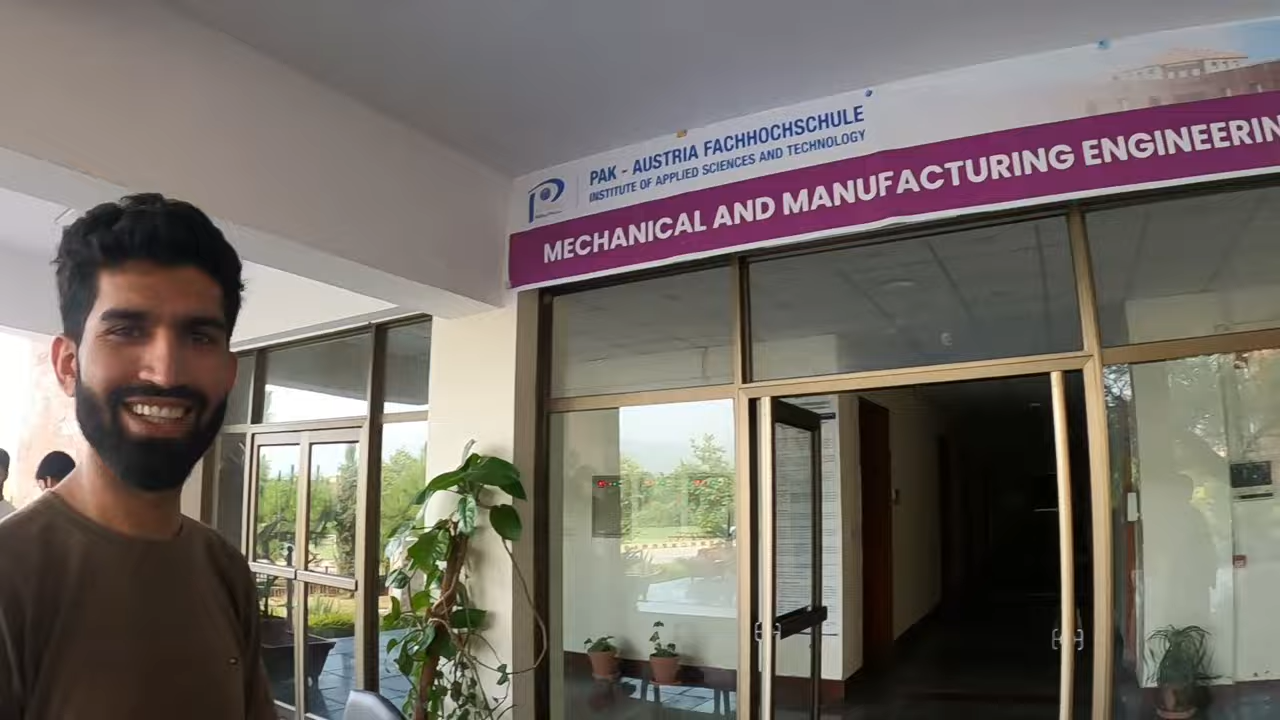 PAK - AUSTRIA FACHHOCHSCHULE
INSTITUTE OF APPLIED SCIENCES AND TECHNOLOGY
MECHANICAL AND MANUFACTURING ENGINEERIN